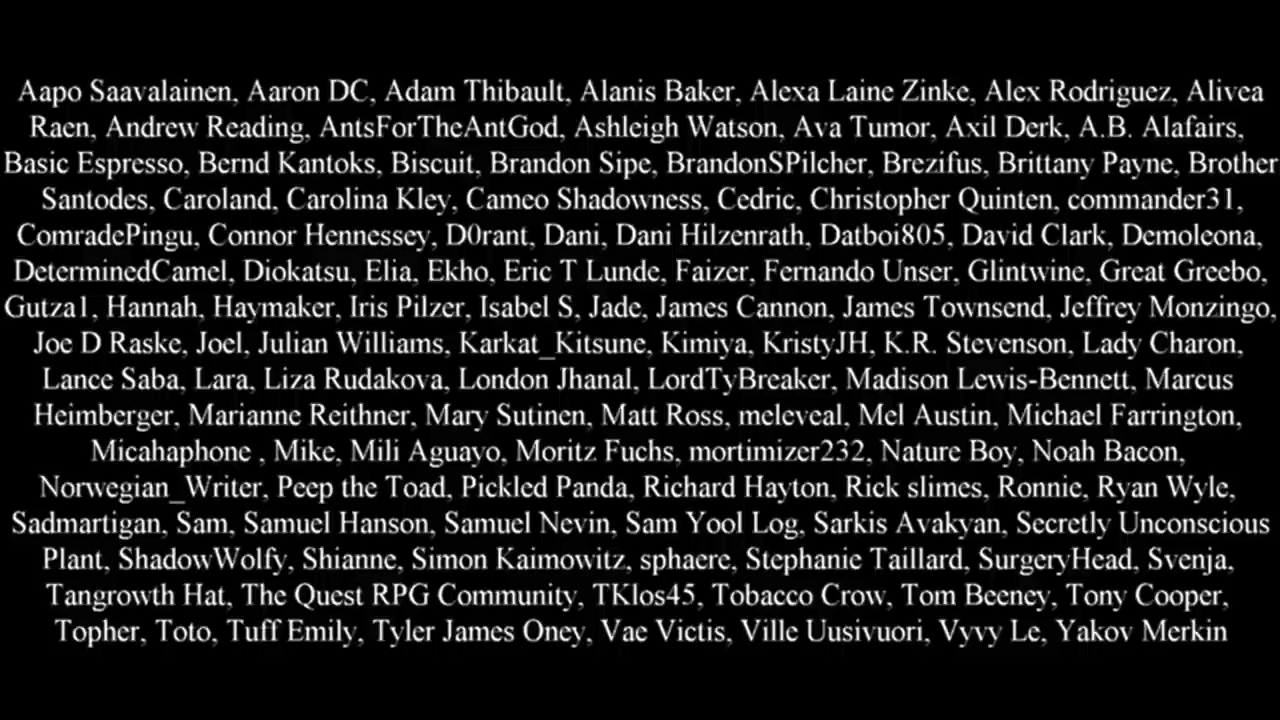 Aapo Saavalainen, Aaron DC, Adam Thibault, Alanis Baker, Alexa Laine Zinke, Alex Rodriguez, Alivea
Raen, Andrew Reading, AntsForTheAntGod, Ashleigh Watson, Ava Tumor, Axil Derk, A.B. Alafairs,
Basic Espresso, Bernd Kantoks, Biscuit, Brandon Sipe, BrandonSPilcher, Brezifus, Brittany Payne, Brother
Santodes, Caroland, Carolina Kley, Cameo Shadowness, Cedric, Christopher Quinten, commander31,
ComradePingu, Connor Hennessey, D0rant, Dani, Dani Hilzenrath, Datboi805, David Clark, Demoleona,
DeterminedCamel, Diokatsu, Elia, Ekho, Eric T Lunde, Faizer, Fernando Unser, Glintwine, Great Greebo,
Gutza1, Hannah, Haymaker, Iris Pilzer, Isabel S, Jade, James Cannon, James Townsend, Jeffrey Monzingo,
Joe D Raske, Joel, Julian Williams, Karkat_Kitsune, Kimiya, KristyJH, K.R. Stevenson, Lady Charon,
Lance Saba, Lara, Liza Rudakova, London Jhanal, LordTyBreaker, Madison Lewis-Bennett, Marcus
Heimberger, Marianne Reithner, Mary Sutinen, Matt Ross, meleveal, Mel Austin, Michael Farrington,
Micahaphone , Mike, Mili Aguayo, Moritz Fuchs, mortimizer232, Nature Boy, Noah Bacon,
Norwegian_Writer, Peep the Toad, Pickled Panda, Richard Hayton, Rick slimes, Ronnie, Ryan Wyle,
Sadmartigan, Sam, Samuel Hanson, Samuel Nevin, Sam Yool Log, Sarkis Avakyan, Secretly Unconscious
Plant, ShadowWolfy, Shianne, Simon Kaimowitz, sphaere, Stephanie Taillard, SurgeryHead, Svenja,
Tangrowth Hat, The Quest RPG Community, TKlos45, Tobacco Crow, Tom Beeney, Tony Cooper,
Topher, Toto, Tuff Emily, Tyler James Oney, Vae Victis, Ville Uusivuori, Vyvy Le, Yakov Merkin